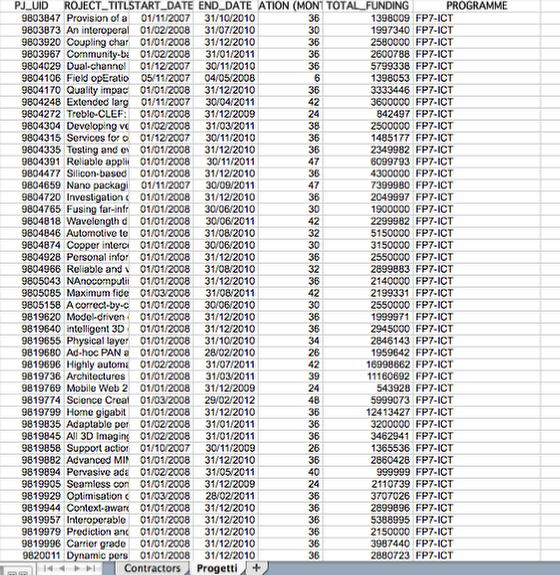 PJ_UID ROJECT_TITLE START_DATE END_DATE ATION (MON TOTAL_FUNDING PROGRAMME
9803847 Provision of a 01/11/2007 31/10/2010 36 1398009 FP7-ICT
9803873 An interoperal 01/02/2008 31/07/2010 30 1997340 FP7-ICT
9803920 Coupling char 01/01/2008 31/12/2010 36 2580000 FP7-ICT
9803967 Community-ba 01/02/2008 31/01/2011 36 2600788 FP7-ICT
9804029 Dual-channel 01/12/2007 30/11/2010 36 5799338 FP7-ICT
9804106 Field opEratio 05/11/2007 04/05/2008 6 1398053 FP7-ICT
9804170 Quality impac 01/01/2008 31/12/2010 36 3333446 FP7-ICT
9804248 Extended larg 01/11/2007 30/04/2011 42 3600000 FP7-ICT
9804272 Treble-CLEF: 01/01/2008 31/12/2009 24 842497 FP7-ICT
9804304 Developing ve 01/02/2008 31/03/2011 38 2500000 FP7-ICT
9804315 Services for o 01/12/2007 30/11/2010 36 1485177 FP7-ICT
9804335 Testing and ev 01/01/2008 31/12/2010 36 2349982 FP7-ICT
9804391 Reliable appli 01/01/2008 30/11/2011 47 6099793 FP7-ICT
9804477 Silicon-based 01/01/2008 31/12/2010 36 4300000 FP7-ICT
9804659 Nano packagi 01/11/2007 30/09/2011 47 7399980 FP7-ICT
9804720 Investigation o 01/01/2008 31/12/2010 36 2049997 FP7-ICT
9804765 Fusing far-infr 01/01/2008 30/06/2010 30 1900000 FP7-ICT
9804818 Wavelength d 01/01/2008 30/06/2011 42 2299982 FP7-ICT
9804846 Automotive te 01/01/2008 31/08/2010 32 5150000 FP7-ICT
9804874 Copper interc 01/01/2008 30/06/2010 30 3150000 FP7-ICT
9804928 Personal infor 01/01/2008 31/12/2010 36 2550000 FP7-ICT
9804966 Reliable and v 01/01/2008 31/08/2010 32 2899883 FP7-ICT
9805043 NAnocomputi 01/01/2008 31/12/2010 36 2140000 FP7-ICT
9805085 Maximum fide 01/03/2008 31/08/2011 42 2199331 FP7-ICT
9805158 A correct-by-c 01/01/2008 30/06/2010 30 2550000 FP7-ICT
9819620 Model-driven 01/01/2008 31/12/2010 36 1999971 FP7-ICT
9819640 intelligent 3D 01/01/2008 31/12/2010 36 2945000 FP7-ICT
9819655 Physical layer 01/01/2008 31/10/2010 34 2846143 FP7-ICT
9819680 Ad-hoc PAN a 01/01/2008 28/02/2010 26 1959642 FP7-ICT
9819696 Highly automa 01/02/2008 31/07/2011 42 16998662 FP7-ICT
9819736 Architectures 01/01/2008 31/03/2011 39 11160692 FP7-ICT
9819769 Mobile Web 2 01/01/2008 31/12/2009 24 543928 FP7-ICT
9819774 Science Creat 01/03/2008 29/02/2012 48 5999073 FP7-ICT
9819799 Home gigabit 01/01/2008 31/12/2010 36 12413427 FP7-ICT
9819835 Adaptable per 01/02/2008 31/01/2011 36 3200000 FP7-ICT
9819845 All 3D Imaging 01/02/2008 31/01/2011 36 3462941 FP7-ICT
9819858 Support action 01/10/2007 30/11/2009 26 1365536 FP7-ICT
9819882 Advanced MIM 01/01/2008 31/12/2010 36 2860428 FP7-ICT
9819894 Pervasive ada 01/02/2008 31/05/2011 40 999999 FP7-ICT
9819905 Seamless con 01/01/2008 31/12/2009 24 2110739 FP7-ICT
9819929 Optimisation o 01/03/2008 28/02/2011 36 3707026 FP7-ICT
9819944 Context-awar 01/01/2008 31/12/2010 36 2899896 FP7-ICT
9819957 Interoperable 01/01/2008 31/12/2010 36 5388995 FP7-ICT
9819979 Prediction and 01/01/2008 31/12/2010 36 2150000 FP7-ICT
9819996 Carrier grade 01/01/2008 31/12/2010 36 3987440 FP7-ICT
9820011 Dynamic pers 01/01/2008 31/12/2010 36 2880723 FP7-ICT
Contractors Progetti +